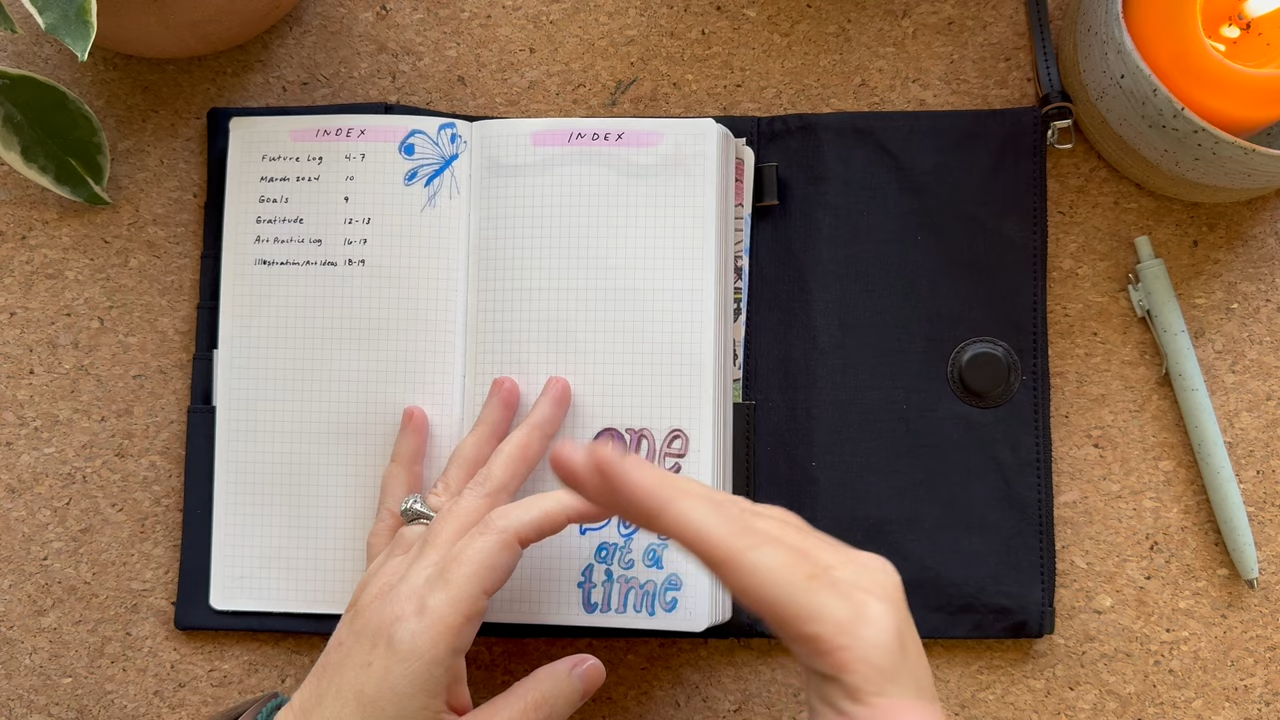 INDEX
Future Log 4-7
March 2024 10
Goals 9
Gratitude 12-13
Art Practice Log 16-17
Illustration/Art Ideas 18-19
INDEX
one
at a
time